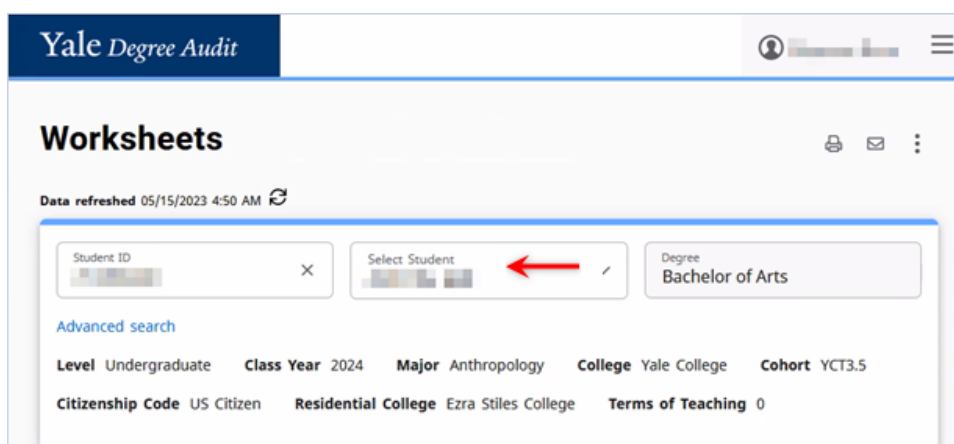 Yale Degree Audit
Worksheets
Data refreshed 05/15/2023 4:50 AM
Student ID
Select Student
Degree
Bachelor of Arts
Advanced search
Level Undergraduate Class Year 2024 Major Anthropology College Yale College Cohort YCT3.5
Citizenship Code US Citizen Residential College Ezra Stiles College Terms of Teaching 0